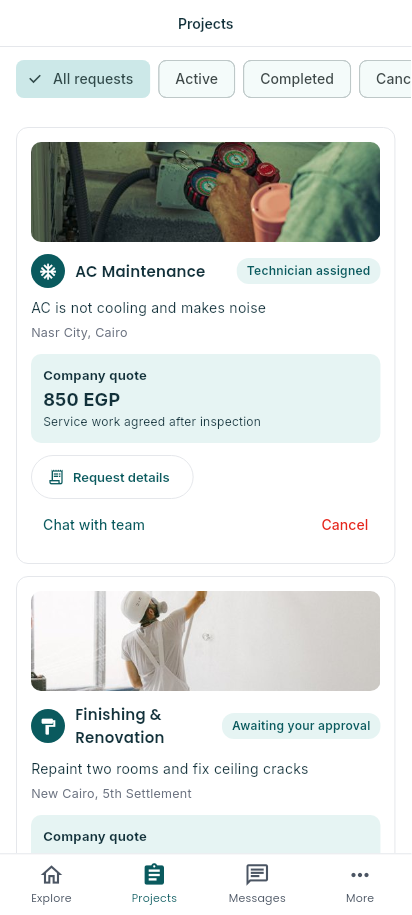 Projects
All requests
Active
Completed
Canc
AC Maintenance
Technician assigned
AC is not cooling and makes noise
Nasr City, Cairo
Company quote
850 EGP
Service work agreed after inspection
Request details
Chat with team
Cancel
Finishing &
Renovation
Awaiting your approval
Repaint two rooms and fix ceiling cracks
New Cairo, 5th Settlement
Company quote
Explore
Projects
Messages
More